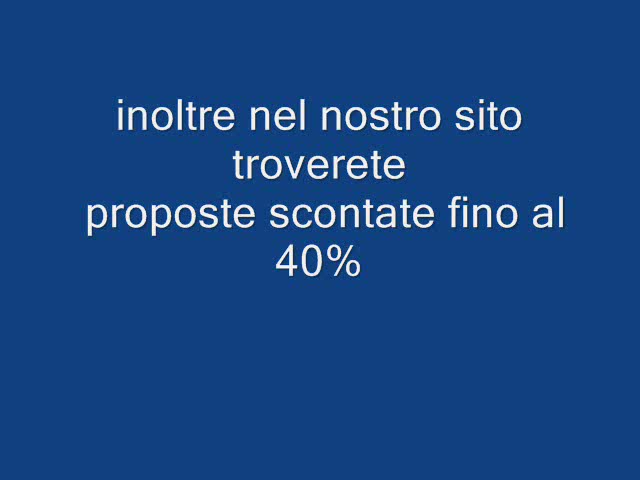 inoltre nel nostro sito
troverete
proposte scontate fino al
40%